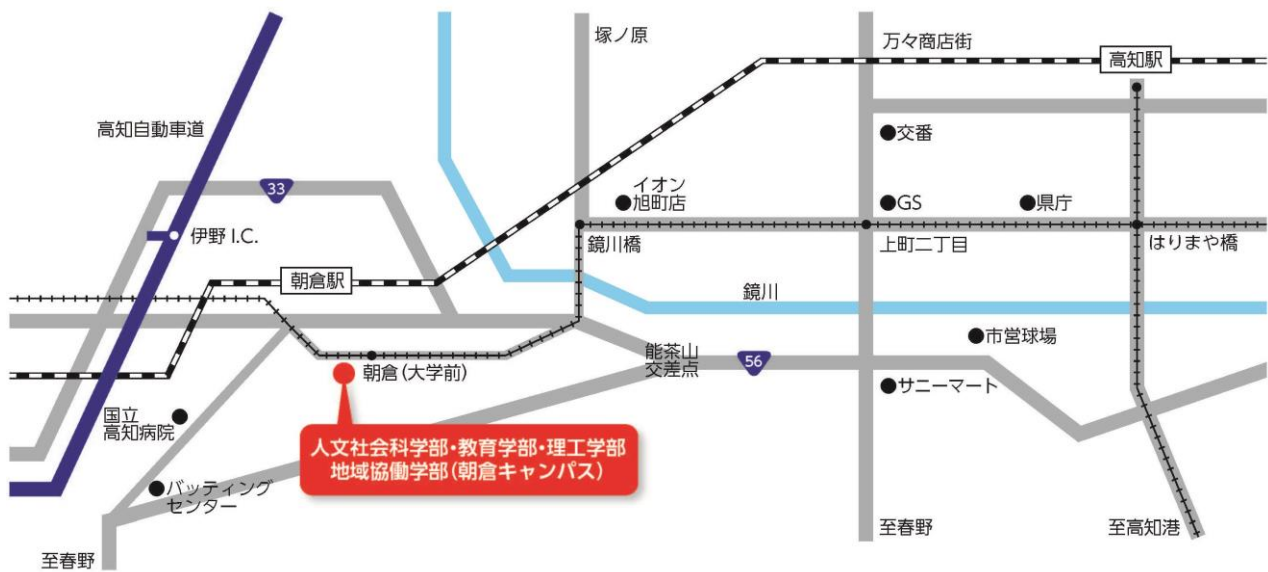 塚ノ原
万々商店街
高知駅
高知自動車道
交番
33
イオン
旭町店
GS
県庁
伊野 I.C.
鏡川橋
上町二丁目
はりまや橋
朝倉駅
鏡川
市営球場
能茶山
交差点
56
朝倉(大学前)
サニーマート
国立
高知病院
人文社会科学部・教育学部・理工学部
地域協働学部(朝倉キャンパス)
バッティング
センター
至春野
至春野
至高知港